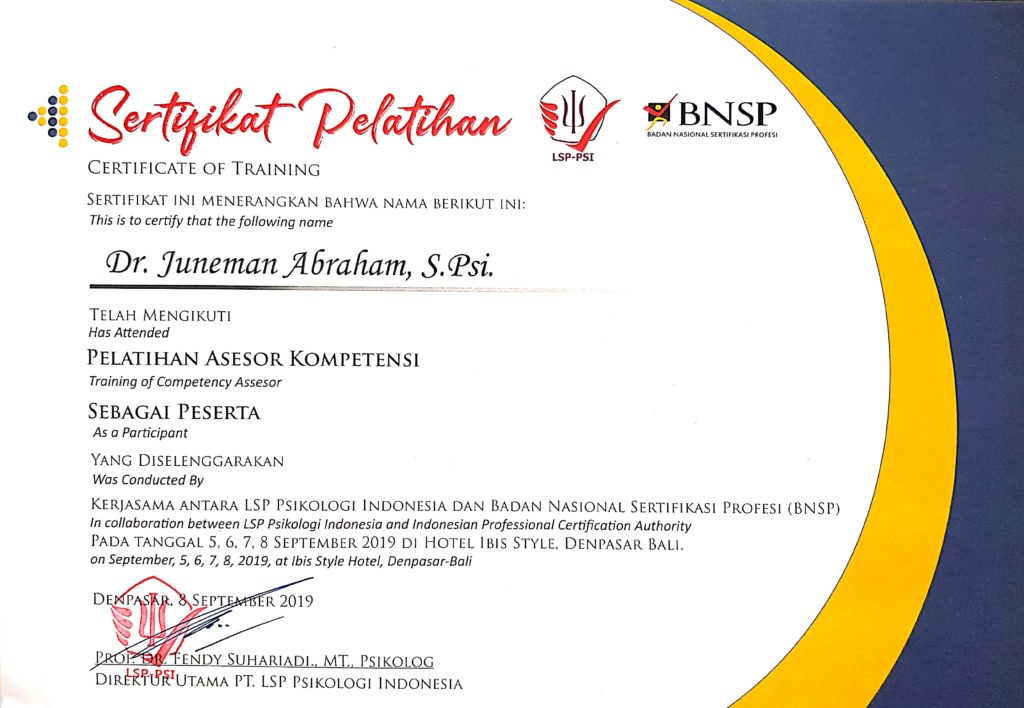 Sertifikat Pelatihan
LSP-PSI
BNSP
BADAN NASIONAL SERTIFIKASI PROFESI
CERTIFICATE OF TRAINING
SERTIFIKAT INI MENERANGKAN BAHWA NAMA BERIKUT INI:
This is to certify that the following name
Dr. Juneman Abraham, S.Psi.
TELAH MENGIKUTI
Has Attended
PELATIHAN ASESOR KOMPETENSI
Training of Competency Assesor
SEBAGAI PESERTA
As a Participant
YANG DISELENGGARAKAN
Was Conducted By
KERJASAMA ANTARA LSP PSIKOLOGI INDONESIA DAN BADAN NASIONAL SERTIFIKASI PROFESI (BNSP)
In collaboration between LSP Psikologi Indonesia and Indonesian Professional Certification Authority
PADA TANGGAL 5, 6, 7, 8 SEPTEMBER 2019 DI HOTEL IBIS STYLE, DENPASAR BALI.
on September, 5, 6, 7, 8, 2019, at Ibis Style Hotel, Denpasar-Bali
DENPASAR, 8 SEPTEMBER 2019
PROF. DR. FENDY SUHARIADI., MT., PSIKOLOG
LSP-PSI
DIREKTUR UTAMA PT. LSP PSIKOLOGI INDONESIA